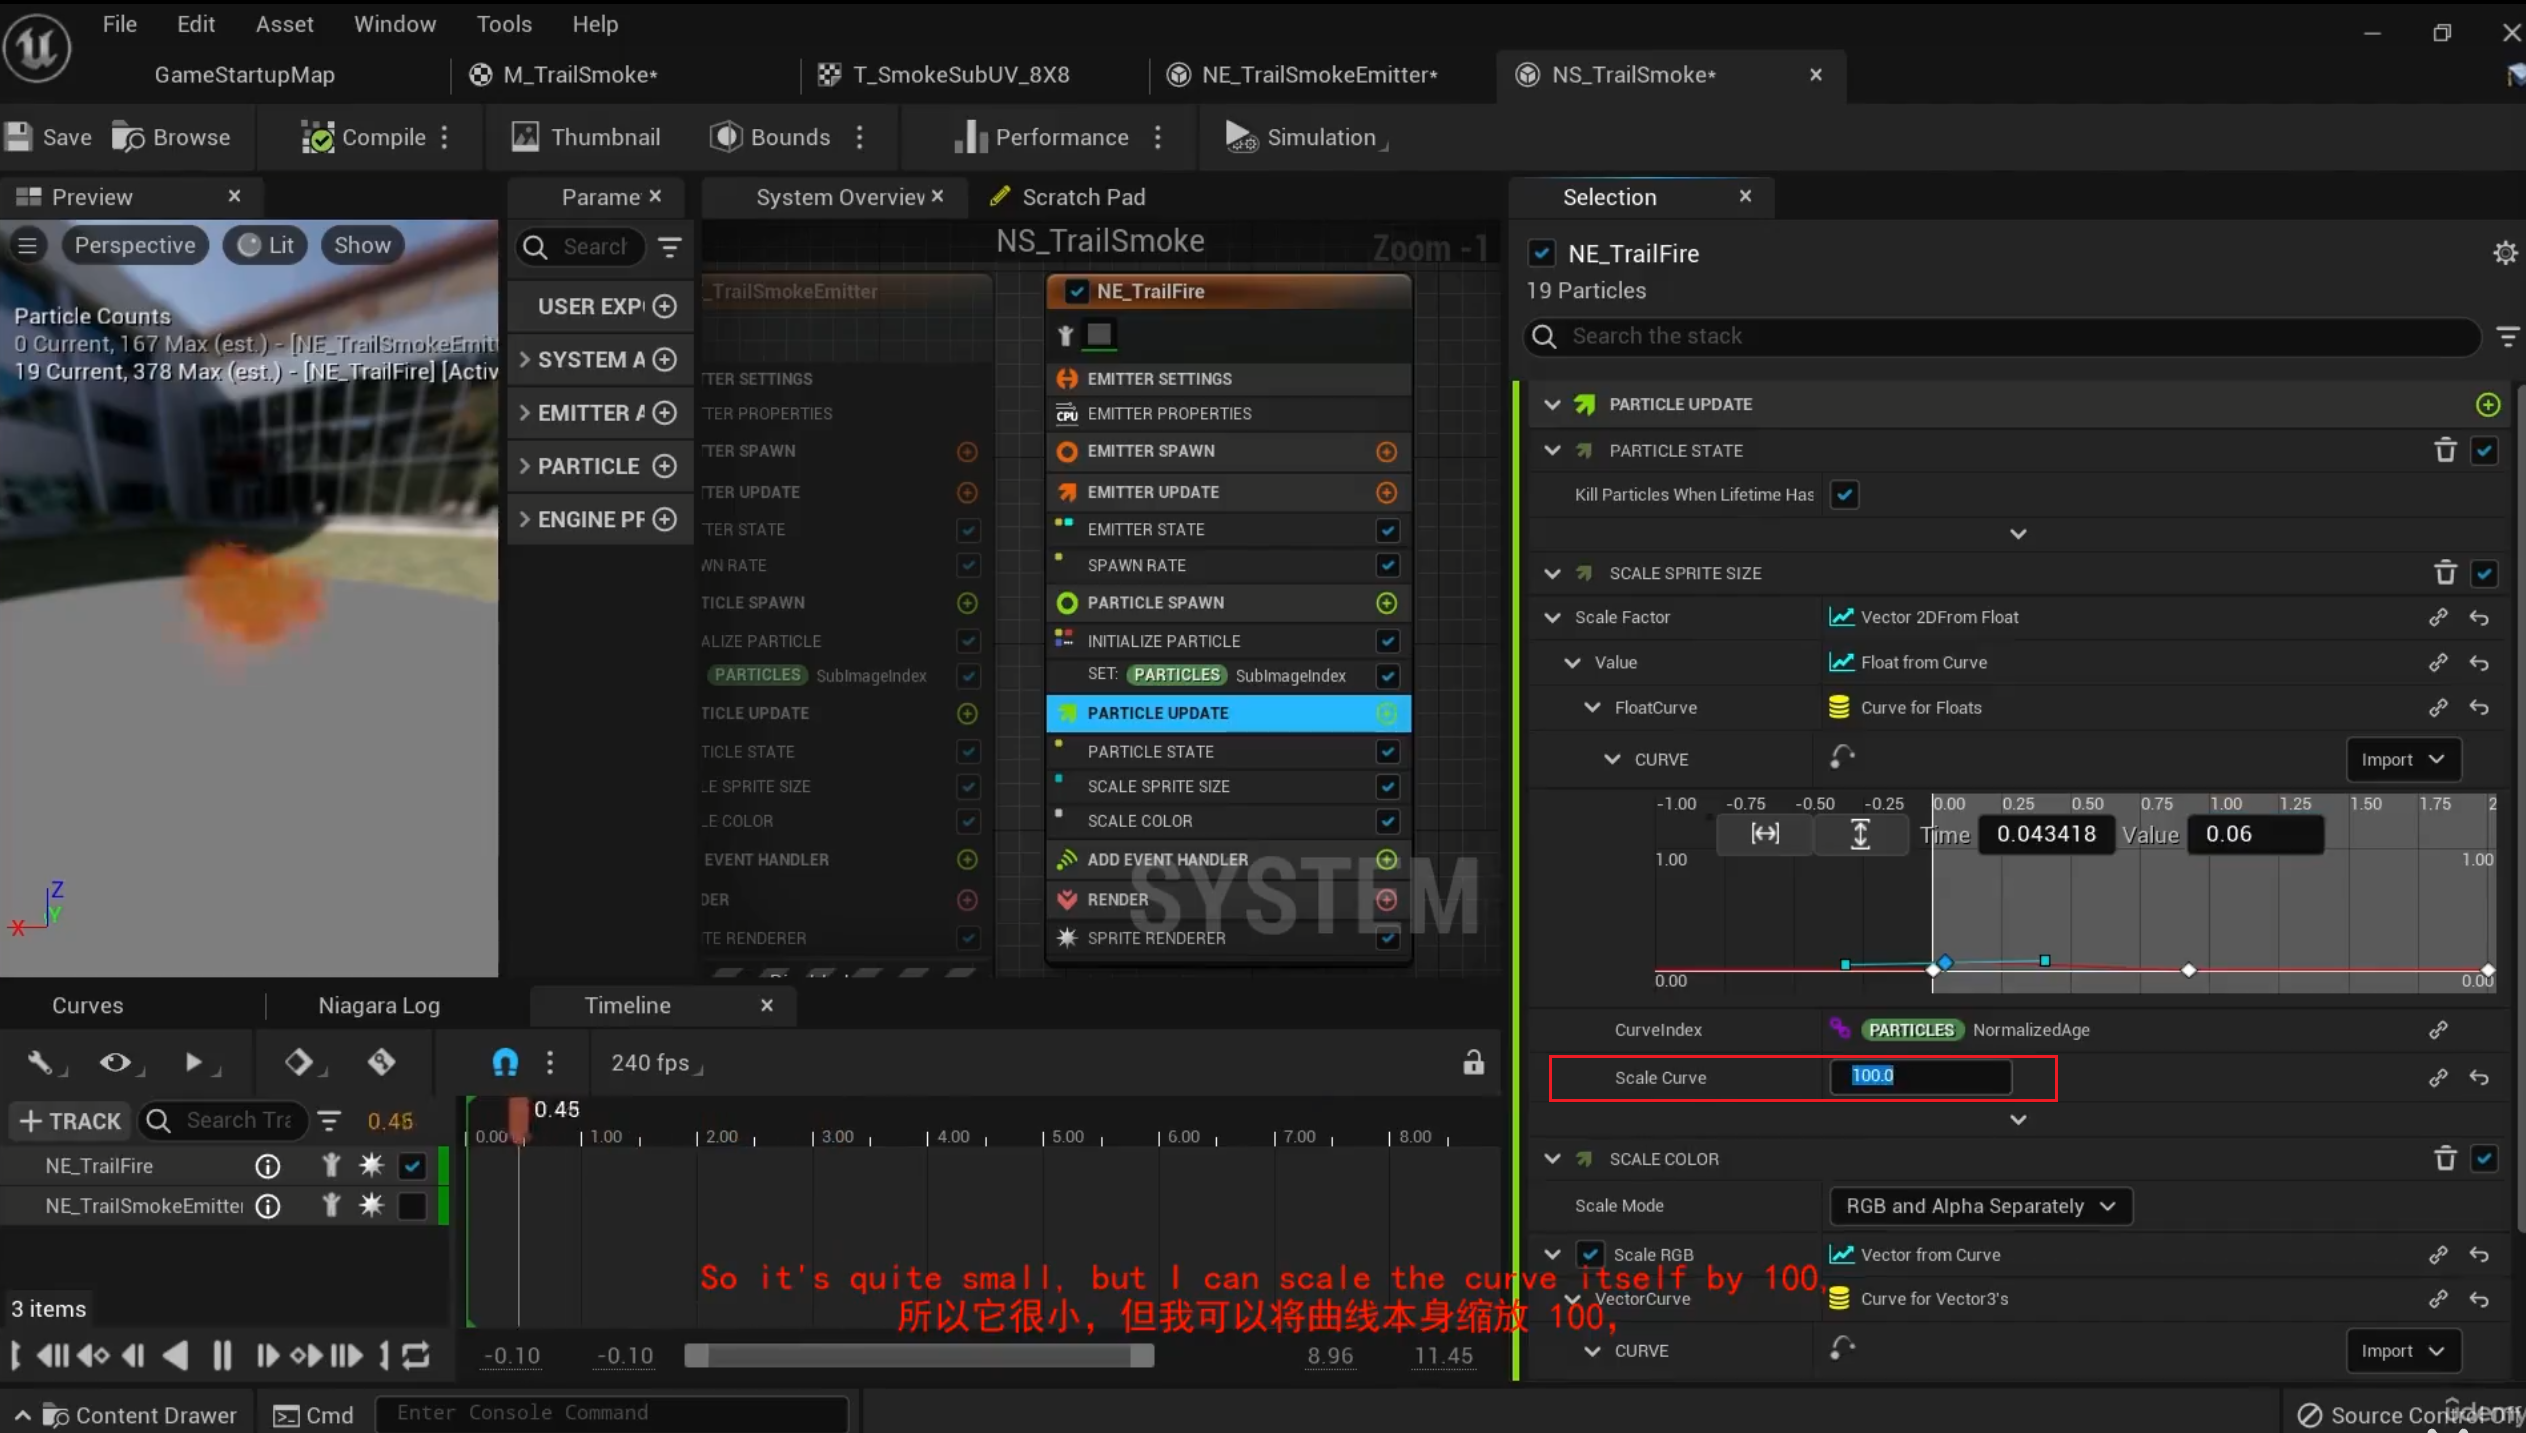 File Edit Asset Window Tools Help
GameStartupMap M_TrailSmoke* T_SmokeSubUV_8X8 NE_TrailSmokeEmitter* NS_TrailSmoke*
Save Browse Compile Thumbnail Bounds Performance Simulation
Preview Parame System Overview Scratch Pad Selection
Perspective Lit Show
Search
NS_TrailSmoke Zoom -1
NE_TrailFire
19 Particles
Search the stack
Particle Counts
0 Current, 167 Max (est.) - [NE_TrailSmokeEmitt
19 Current, 378 Max (est.) - [NE_TrailFire] [Activ
USER EXP
SYSTEM A
EMITTER A
PARTICLE
ENGINE PR
_TrailSmokeEmitter
TTER SETTINGS
TTER PROPERTIES
TTER SPAWN
TTER UPDATE
TTER STATE
WN RATE
TICLE SPAWN
ALIZE PARTICLE
PARTICLES SubImageIndex
TICLE UPDATE
TICLE STATE
LE SPRITE SIZE
LE COLOR
EVENT HANDLER
DER
TE RENDERER
NE_TrailFire
EMITTER SETTINGS
CPU EMITTER PROPERTIES
EMITTER SPAWN
EMITTER UPDATE
EMITTER STATE
SPAWN RATE
PARTICLE SPAWN
INITIALIZE PARTICLE
SET: PARTICLES SubImageIndex
PARTICLE UPDATE
PARTICLE STATE
SCALE SPRITE SIZE
SCALE COLOR
ADD EVENT HANDLER
RENDER
SPRITE RENDERER
SYSTEM
PARTICLE UPDATE
PARTICLE STATE
Kill Particles When Lifetime Has
SCALE SPRITE SIZE
Scale Factor Vector 2DFrom Float
Value Float from Curve
FloatCurve Curve for Floats
CURVE Import
-1.00 -0.75 -0.50 -0.25 0.00 0.25 0.50 0.75 1.00 1.25 1.50 1.75 2
Time 0.043418 Value 0.06
1.00 1.00
0.00 0.00
CurveIndex PARTICLES NormalizedAge
Scale Curve 100.0
SCALE COLOR
Scale Mode RGB and Alpha Separately
Scale RGB Vector from Curve
VectorCurve Curve for Vector3's
CURVE Import
Z
Y
X
Curves Niagara Log Timeline
240 fps
TRACK Search Tra 0.45
0.45
0.00 1.00 2.00 3.00 4.00 5.00 6.00 7.00 8.00
NE_TrailFire
NE_TrailSmokeEmitter
3 items
So it's quite small, but I can scale the curve itself by 100,
所以它很小，但我可以将曲线本身缩放 100，
-0.10 -0.10 8.96 11.45
Content Drawer Cmd Enter Console Command Source Control Off
udemy